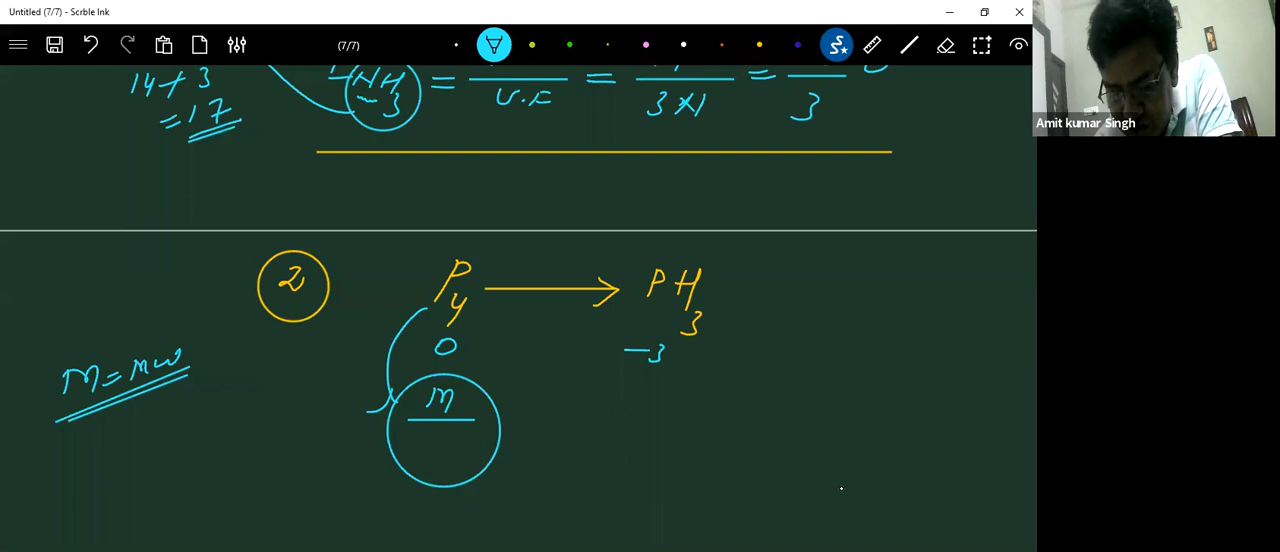 Untitled (7/7) - Scrble Ink
(7/7)
Amit kumar Singh
14 + 3
= 17
NH3 = / V.F = / 3×1 = / 3
2
P4 → PH3
0 -3
M = MW
M